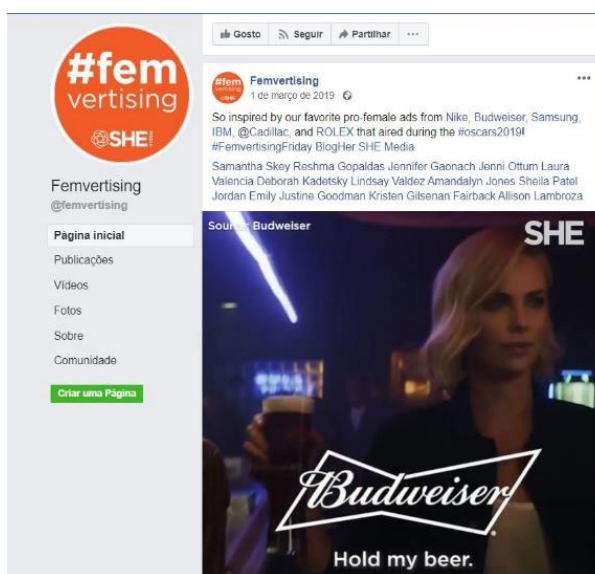 #fem
vertising
SHE
Femvertising
@femvertising
Página inicial
Publicações
Vídeos
Fotos
Sobre
Comunidade
Criar uma Página
Gosto Seguir Partilhar ...
#fem
vertising
SHE
Femvertising
1 de março de 2019 ·
So inspired by our favorite pro-female ads from Nike, Budweiser, Samsung,
IBM, @Cadillac, and ROLEX that aired during the #oscars2019!
#FemvertisingFriday BlogHer SHE Media
Samantha Skey Reshma Gopaldas Jennifer Gaonach Jenni Ottum Laura
Valencia Deborah Kadetsky Lindsay Valdez Amandalyn Jones Sheila Patel
Jordan Emily Justine Goodman Kristen Gilsenan Fairback Allison Lambroza
Source: Budweiser
SHE
Budweiser
Hold my beer.